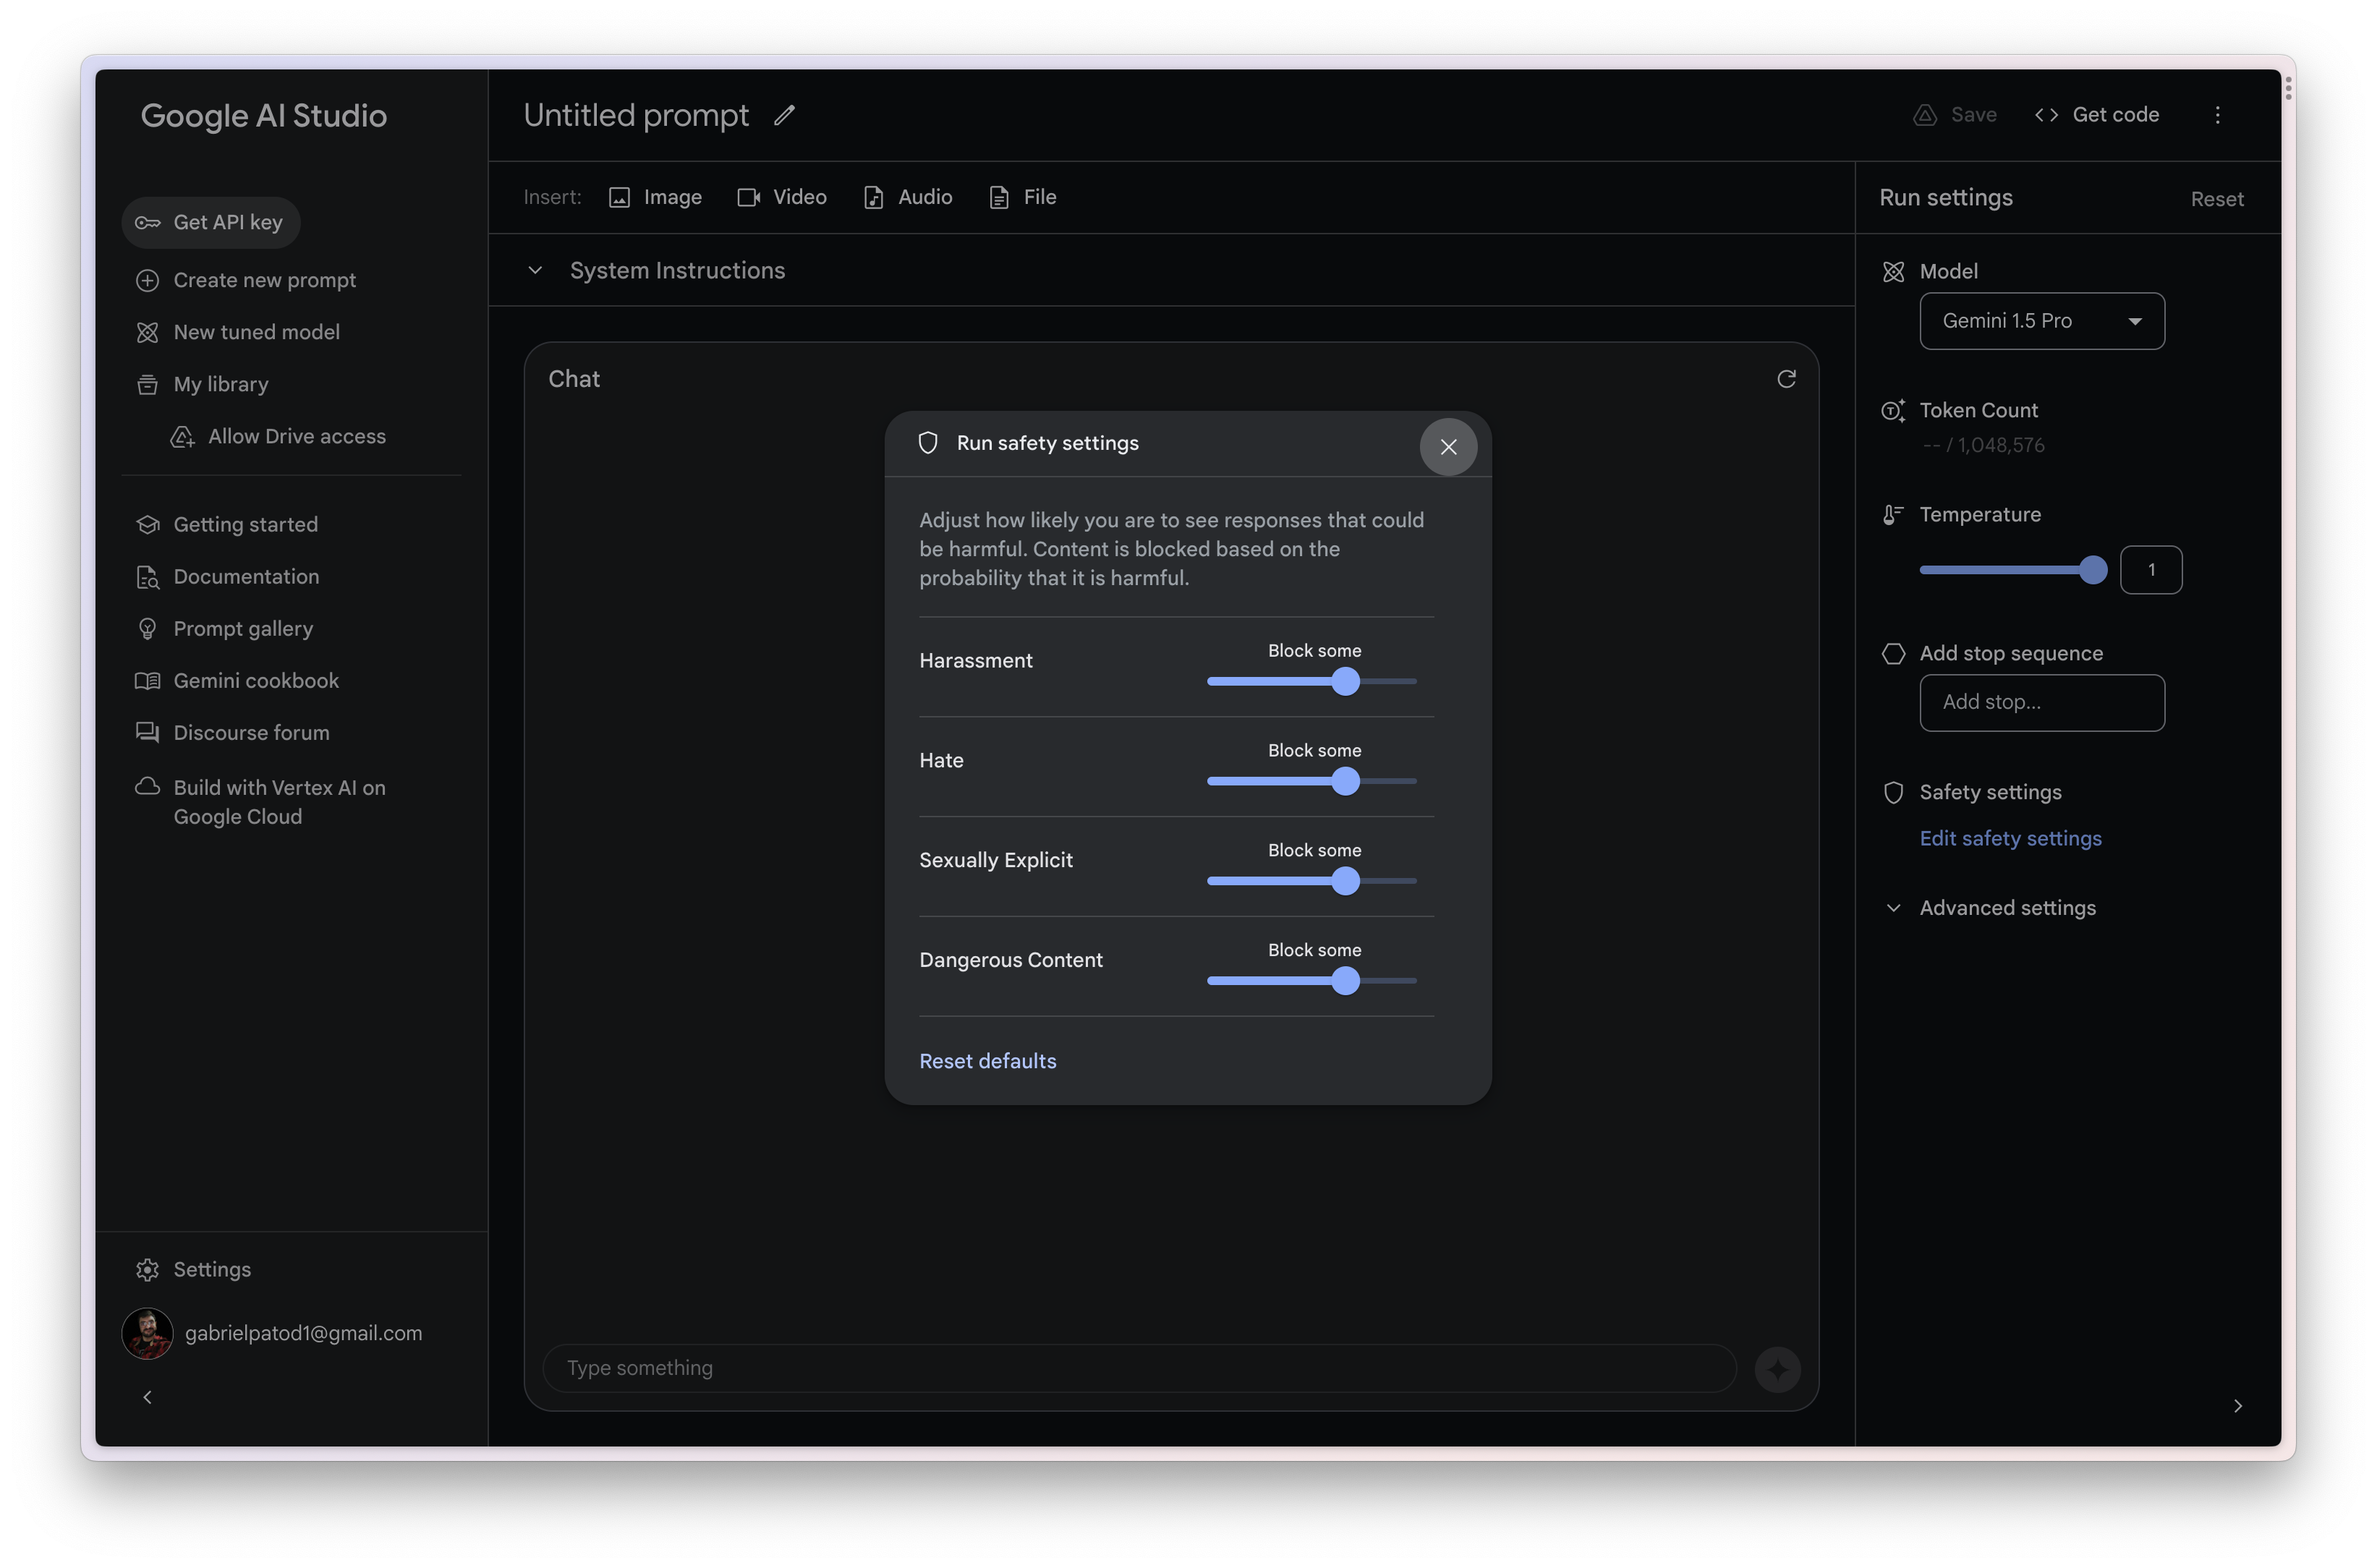 Google AI Studio
Get API key
Create new prompt
New tuned model
My library
Allow Drive access
Getting started
Documentation
Prompt gallery
Gemini cookbook
Discourse forum
Build with Vertex AI on
Google Cloud
Settings
gabrielpatod1@gmail.com
Untitled prompt
Save
Get code
Insert:
Image
Video
Audio
File
System Instructions
Chat
Run safety settings
Adjust how likely you are to see responses that could
be harmful. Content is blocked based on the
probability that it is harmful.
Harassment
Block some
Hate
Block some
Sexually Explicit
Block some
Dangerous Content
Block some
Reset defaults
Type something
Run settings
Reset
Model
Gemini 1.5 Pro
Token Count
-- / 1,048,576
Temperature
1
Add stop sequence
Add stop...
Safety settings
Edit safety settings
Advanced settings